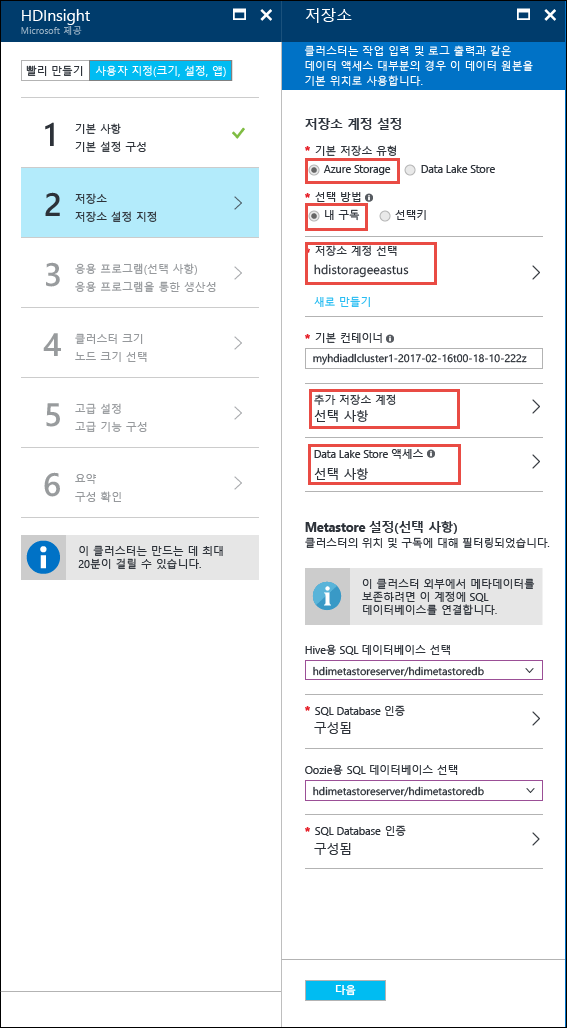 HDInsight
Microsoft 제공
빨리 만들기
사용자 지정(크기, 설정, 앱)
1
기본 사항
기본 설정 구성
2
저장소
저장소 설정 지정
3
응용 프로그램(선택 사항)
응용 프로그램을 통한 생산성
4
클러스터 크기
노드 크기 선택
5
고급 설정
고급 기능 구성
6
요약
구성 확인
이 클러스터는 만드는 데 최대
20분이 걸릴 수 있습니다.
저장소
클러스터는 작업 입력 및 로그 출력과 같은
데이터 액세스 대부분의 경우 이 데이터 원본을
기본 위치로 사용합니다.
저장소 계정 설정
* 기본 저장소 유형
Azure Storage
Data Lake Store
* 선택 방법
내 구독
선택키
* 저장소 계정 선택
hdistorageeastus
새로 만들기
* 기본 컨테이너
myhdiadlcluster1-2017-02-16t00-18-10-222z
추가 저장소 계정
선택 사항
Data Lake Store 액세스
선택 사항
Metastore 설정(선택 사항)
클러스터의 위치 및 구독에 대해 필터링되었습니다.
이 클러스터 외부에서 메타데이터를
보존하려면 이 계정에 SQL
데이터베이스를 연결합니다.
Hive용 SQL 데이터베이스 선택
hdimetastoreserver/hdimetastoredb
* SQL Database 인증
구성됨
Oozie용 SQL 데이터베이스 선택
hdimetastoreserver/hdimetastoredb
* SQL Database 인증
구성됨
다음